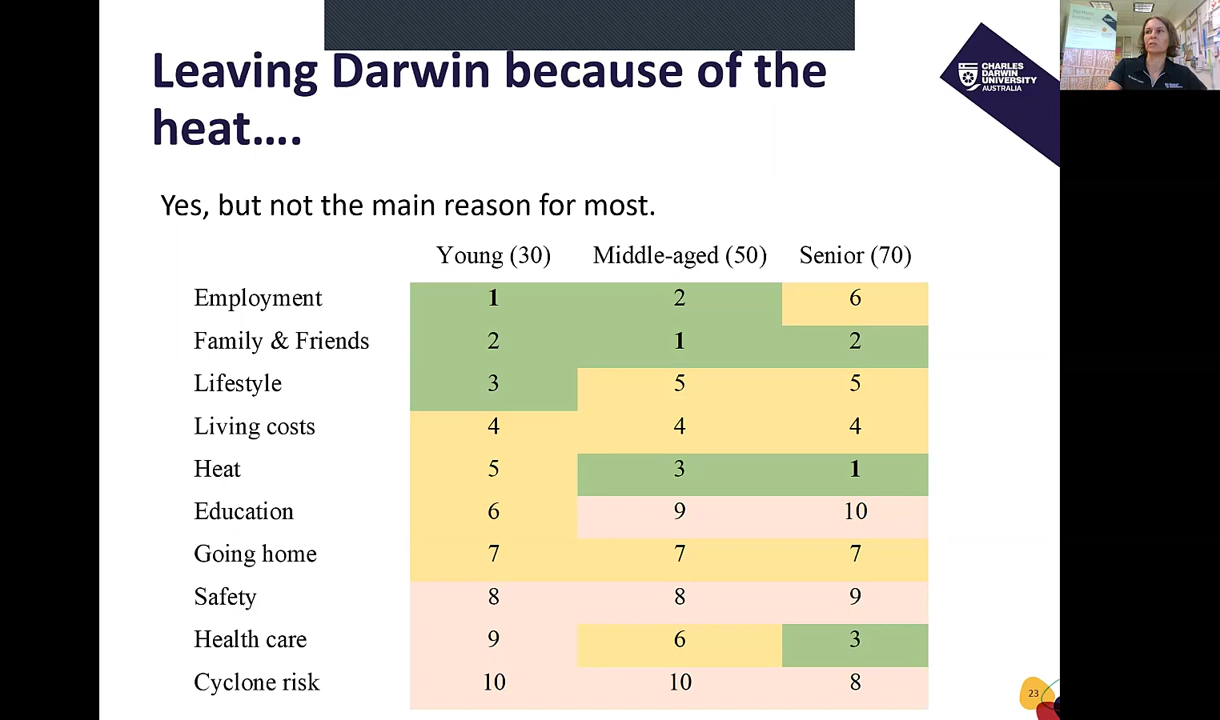 Leaving Darwin because of the
heat....
CHARLES
DARWIN
UNIVERSITY
AUSTRALIA
Yes, but not the main reason for most.
Young (30) Middle-aged (50) Senior (70)
Employment 1 2 6
Family & Friends 2 1 2
Lifestyle 3 5 5
Living costs 4 4 4
Heat 5 3 1
Education 6 9 10
Going home 7 7 7
Safety 8 8 9
Health care 9 6 3
Cyclone risk 10 10 8
23